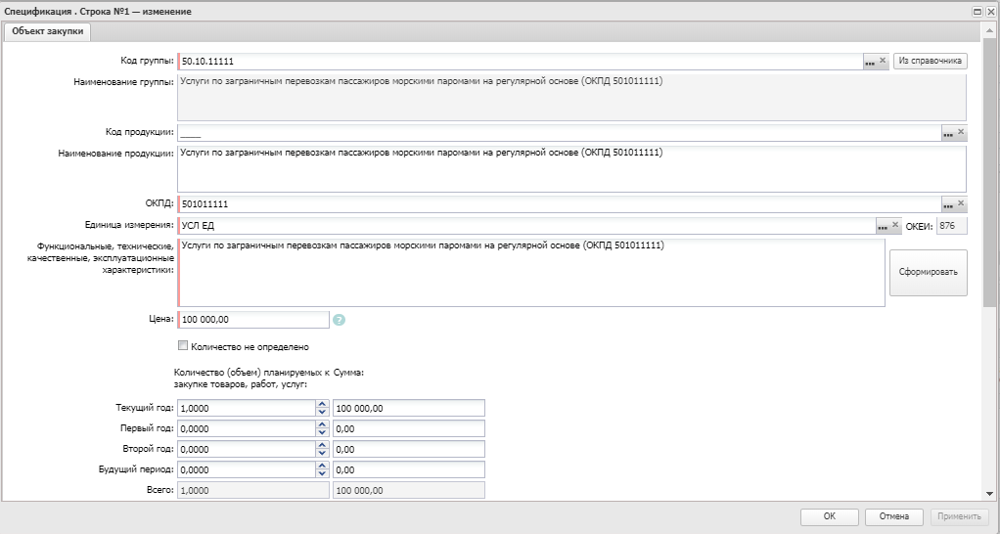 Спецификация . Строка №1 — изменение
Объект закупки
Код группы: 50.10.11111 ... Из справочника
Наименование группы: Услуги по заграничным перевозкам пассажиров морскими паромами на регулярной основе (ОКПД 501011111)
Код продукции: ____ ...
Наименование продукции: Услуги по заграничным перевозкам пассажиров морскими паромами на регулярной основе (ОКПД 501011111)
ОКПД: 501011111 ...
Единица измерения: УСЛ ЕД ... ОКЕИ: 876
Функциональные, технические, Услуги по заграничным перевозкам пассажиров морскими паромами на регулярной основе (ОКПД 501011111)
качественные, эксплуатационные
характеристики:
Сформировать
Цена: 100 000,00 ?
Количество не определено
Количество (объем) планируемых к Сумма:
закупке товаров, работ, услуг:
Текущий год: 1,0000 100 000,00
Первый год: 0,0000 0,00
Второй год: 0,0000 0,00
Будущий период: 0,0000 0,00
Всего: 1,0000 100 000,00
ОК Отмена Применить